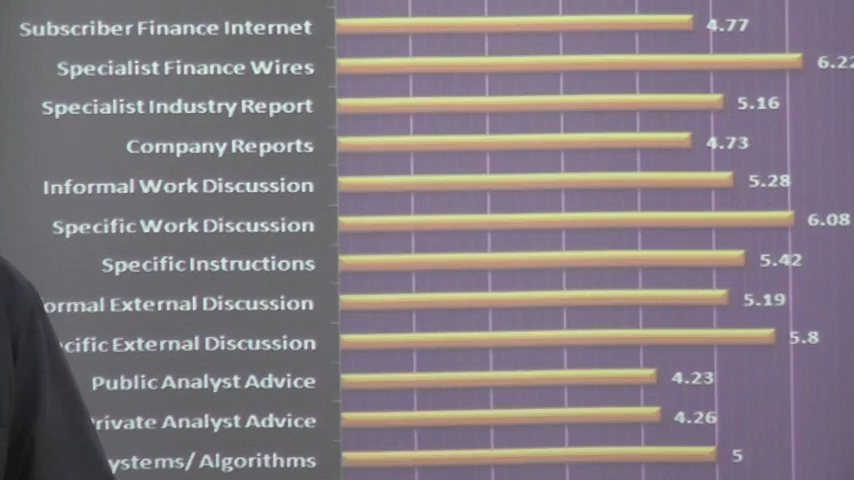 Subscriber Finance Internet 4.77
Specialist Finance Wires 6.22
Specialist Industry Report 5.16
Company Reports 4.73
Informal Work Discussion 5.28
Specific Work Discussion 6.08
Specific Instructions 5.42
ormal External Discussion 5.19
cific External Discussion 5.8
Public Analyst Advice 4.23
rivate Analyst Advice 4.26
ystems/ Algorithms 5